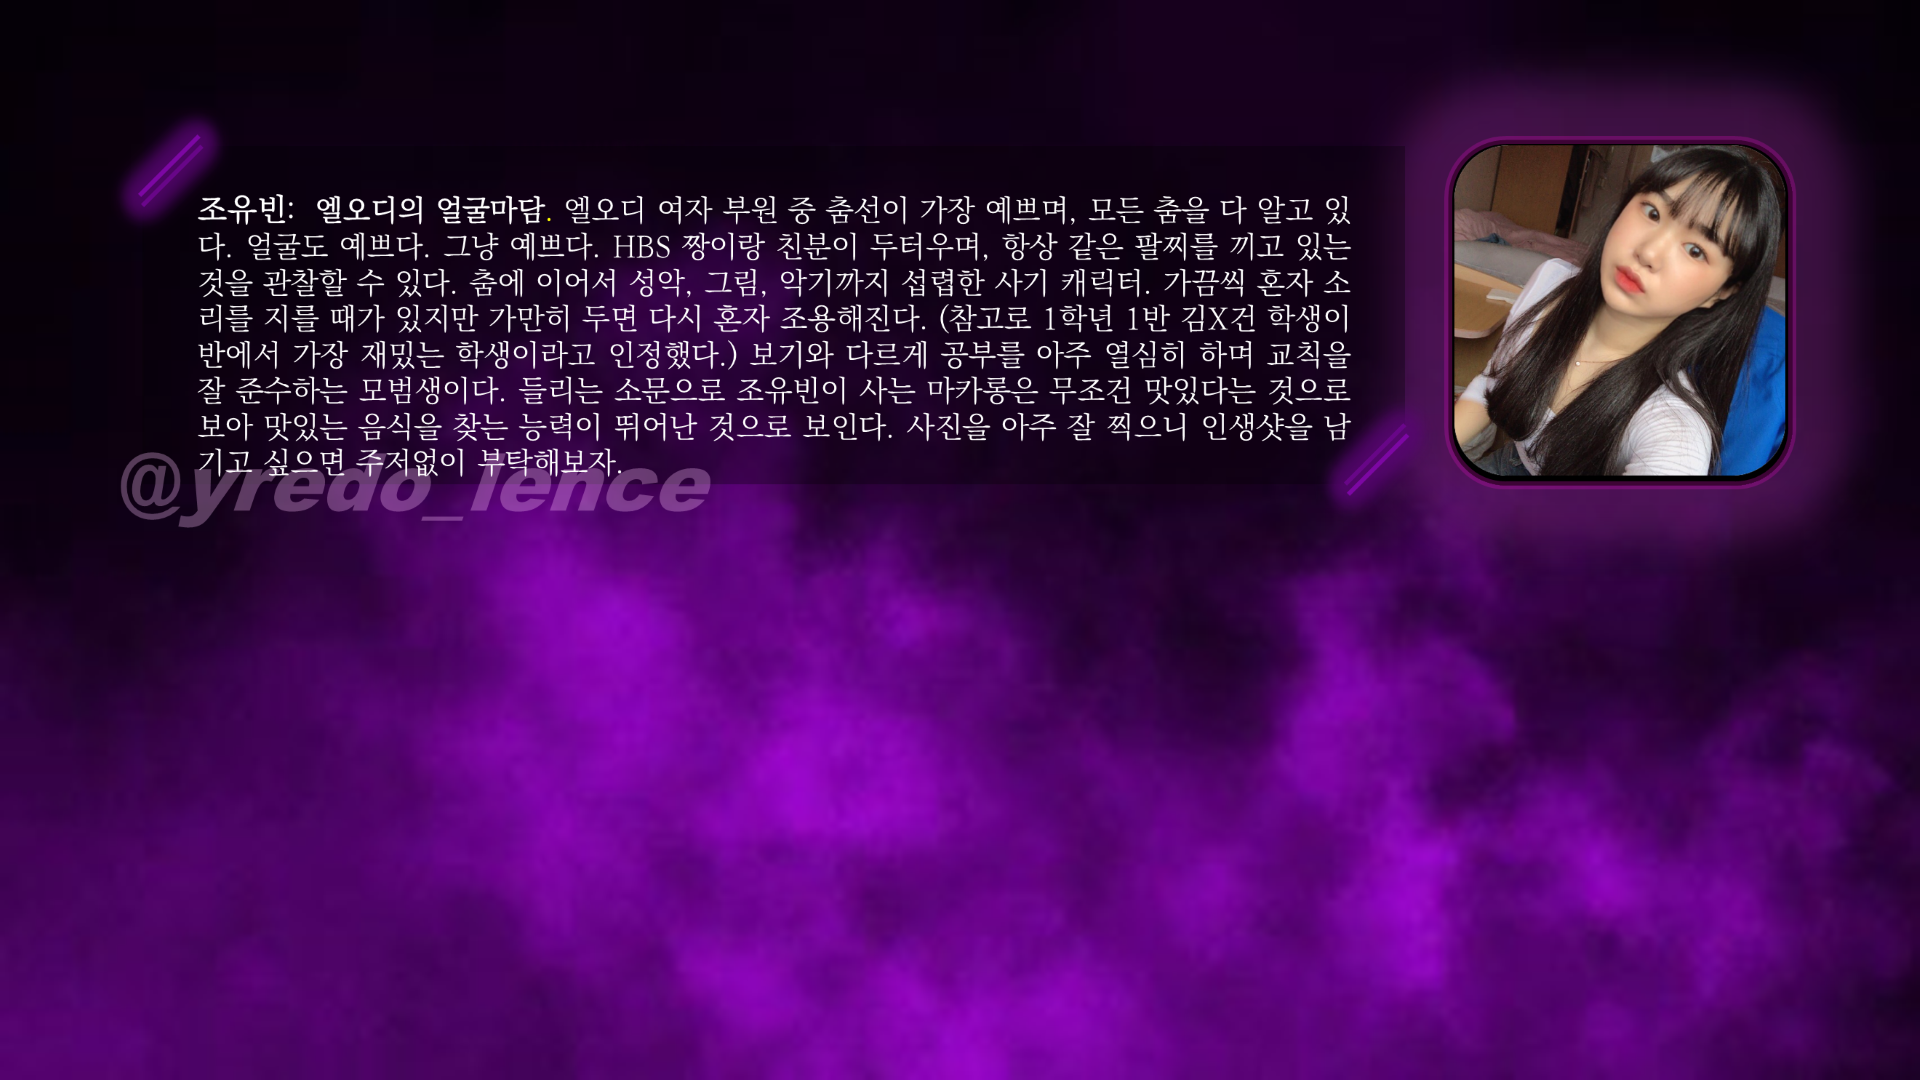 조유빈:  엘오디의 얼굴마담. 엘오디 여자 부원 중 춤선이 가장 예쁘며, 모든 춤을 다 알고 있
다. 얼굴도 예쁘다. 그냥 예쁘다. HBS 짱이랑 친분이 두터우며, 항상 같은 팔찌를 끼고 있는
것을 관찰할 수 있다. 춤에 이어서 성악, 그림, 악기까지 섭렵한 사기 캐릭터. 가끔씩 혼자 소
리를 지를 때가 있지만 가만히 두면 다시 혼자 조용해진다. (참고로 1학년 1반 김X건 학생이
반에서 가장 재밌는 학생이라고 인정했다.) 보기와 다르게 공부를 아주 열심히 하며 교칙을
잘 준수하는 모범생이다. 들리는 소문으로 조유빈이 사는 마카롱은 무조건 맛있다는 것으로
보아 맛있는 음식을 찾는 능력이 뛰어난 것으로 보인다. 사진을 아주 잘 찍으니 인생샷을 남
기고 싶으면 주저없이 부탁해보자.
@yredo_lence